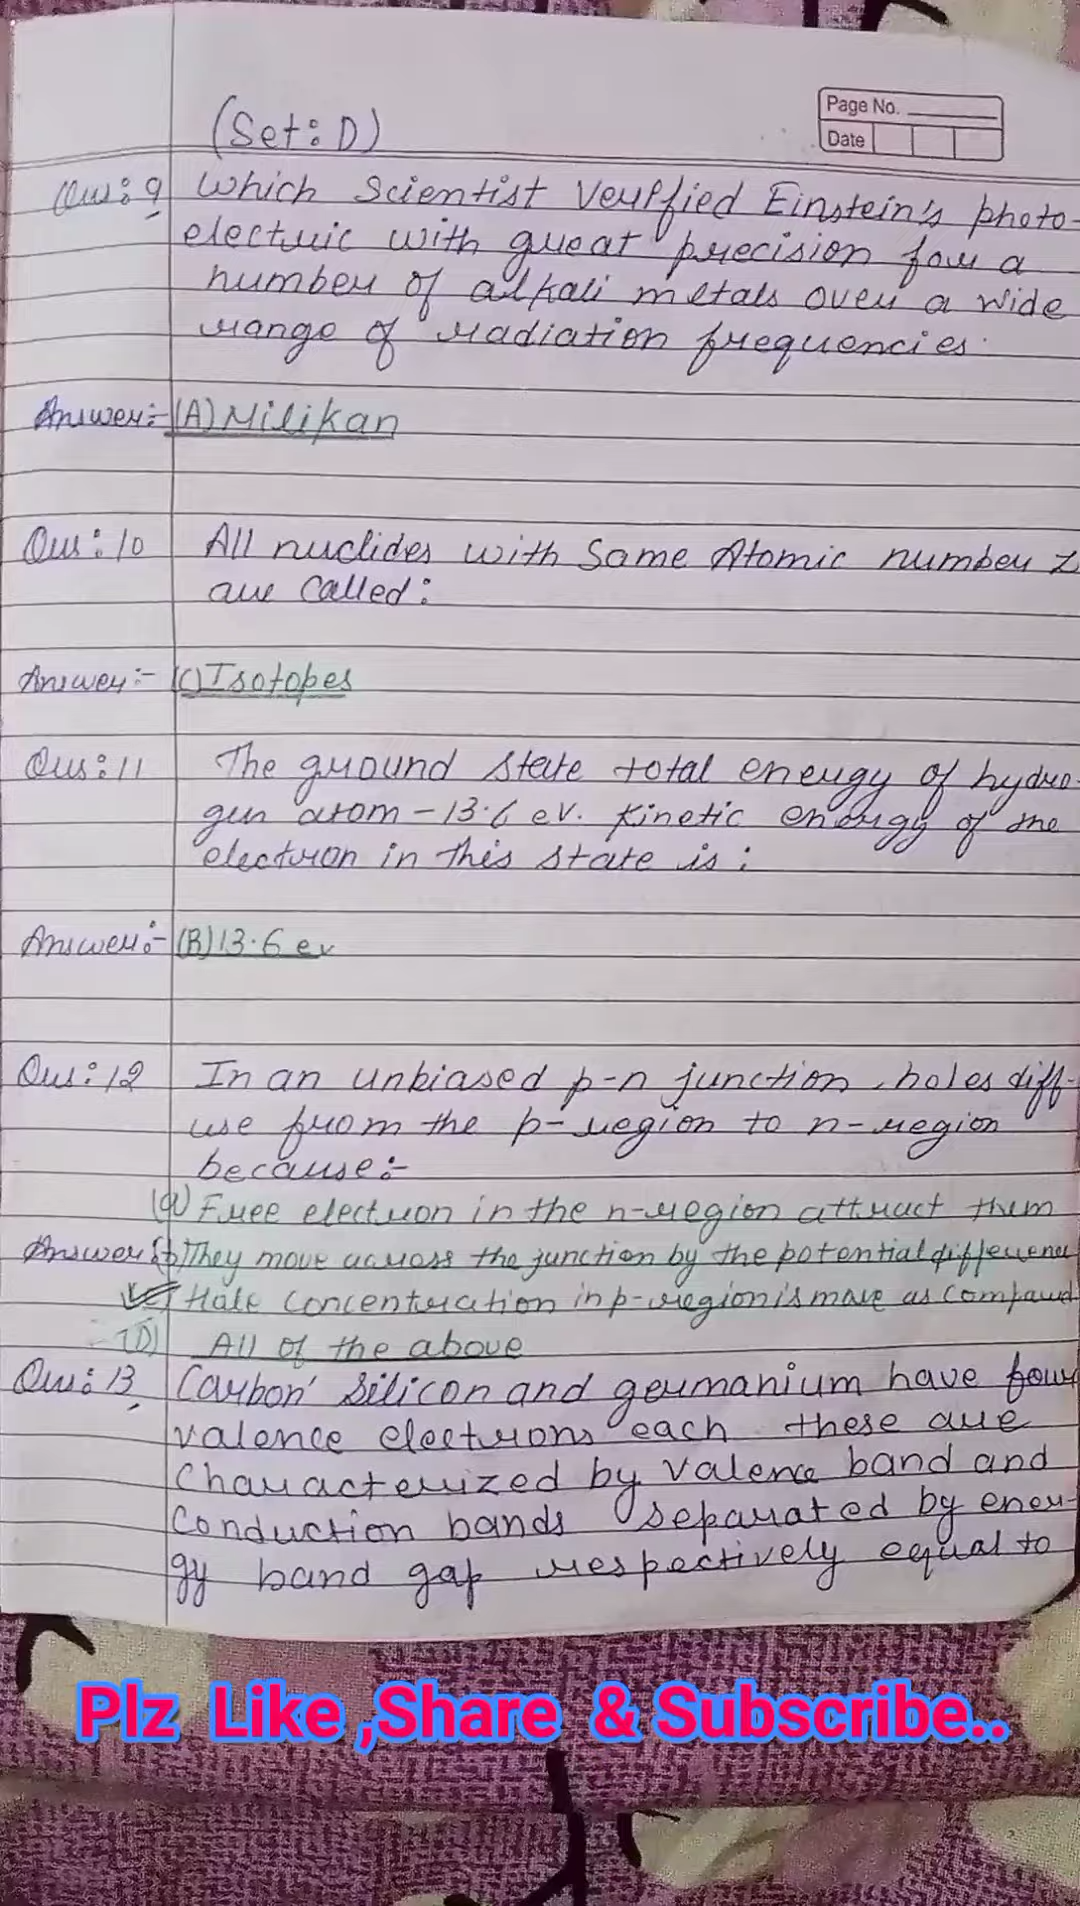 Page No.
Date
(Set: D)
Ques: 9 Which Scientist Verified Einstein's photo-
electric with great precision for a
number of alkali metals over a wide
range of radiation frequencies.
Answer:- (A) Milikan
Ques: 10 All nuclides with Same Atomic number Z
are Called:
Answer:- (C) Isotopes
Ques: 11 The ground state total energy of hydro-
gen atom -13.6 eV. Kinetic energy of the
electron in this state is:
Answer:- (B) 13.6 ev
Ques: 12 In an unbiased p-n junction, holes diff-
use from the p-region to n-region
because:-
(a) Free electron in the n-region attract them
Answer (b) They move across the junction by the potential difference
(c) Hole concentration in p-region is more as Compared
(D) All of the above
Ques: 13 Carbon' Silicon and germanium have four
valence electrons each these are
Characterized by valence band and
Conduction bands separated by ener-
gy band gap respectively equal to
Plz Like ,Share & Subscribe..